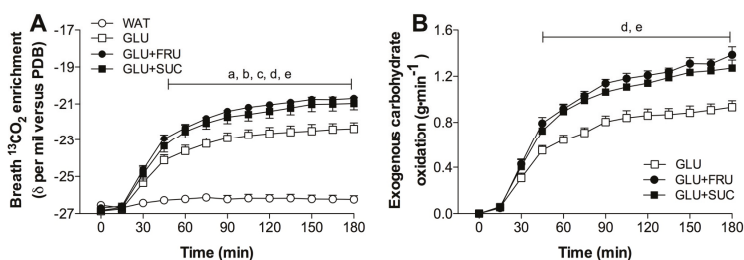 A
Breath ¹³CO₂ enrichment
(δ per mil versus PDB)
-17
-19
-21
-23
-25
-27
WAT
GLU
GLU+FRU
GLU+SUC
a, b, c, d, e
0 30 60 90 120 150 180
Time (min)
B
Exogenous carbohydrate
oxidation (g·min⁻¹)
1.6
1.2
0.8
0.4
0.0
d, e
GLU
GLU+FRU
GLU+SUC
0 30 60 90 120 150 180
Time (min)